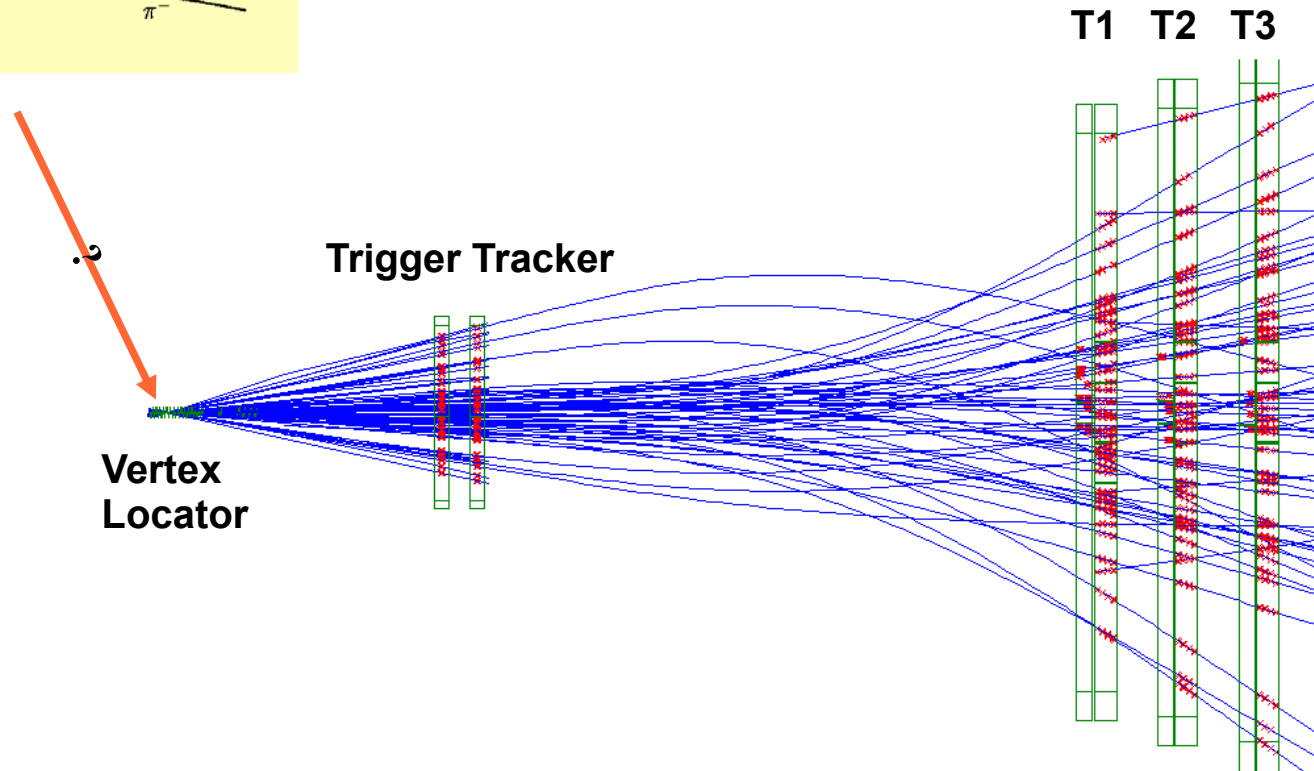 π⁻
T1 T2 T3
?
Trigger Tracker
Vertex
Locator